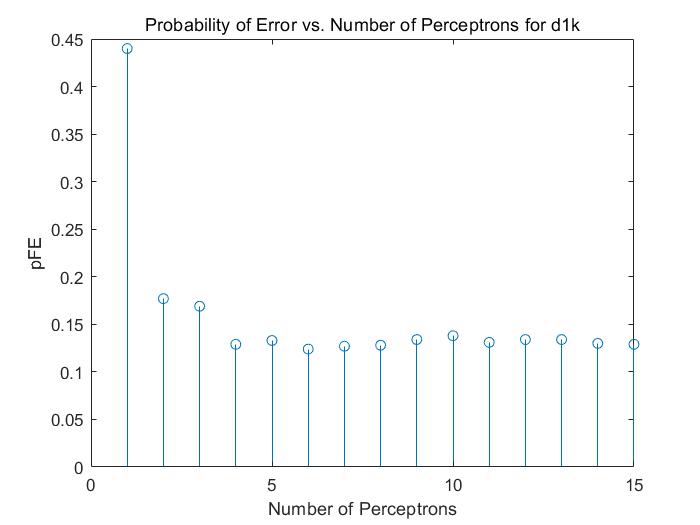 Probability of Error vs. Number of Perceptrons for d1k
0.45
0.4
0.35
0.3
0.25
0.2
0.15
0.1
0.05
0
pFE
0 5 10 15
Number of Perceptrons